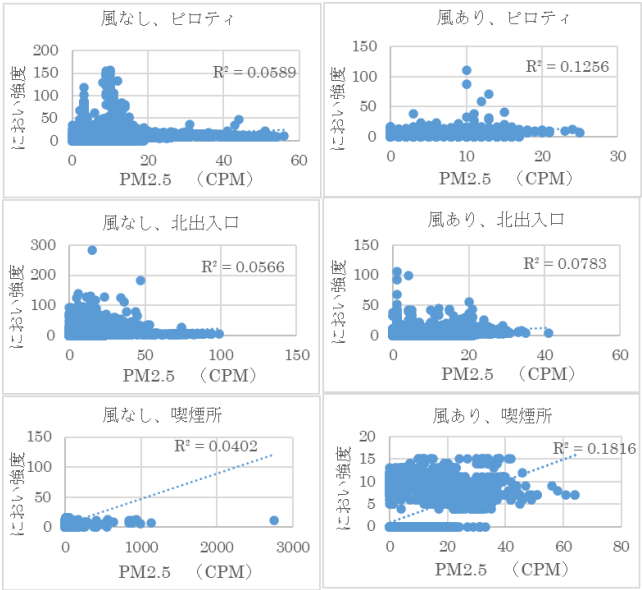 風なし、ピロティ
200
150
100
50
0
におい強度
R² = 0.0589
0 20 40 60
PM2.5 （CPM）
風あり、ピロティ
150
100
50
0
におい強度
R² = 0.1256
0 10 20 30
PM2.5 （CPM）
風なし、北出入口
300
200
100
0
におい強度
R² = 0.0566
0 50 100 150
PM2.5 （CPM）
風あり、北出入口
150
100
50
0
におい強度
R² = 0.0783
0 20 40 60
PM2.5 （CPM）
風なし、喫煙所
150
100
50
0
におい強度
R² = 0.0402
0 1000 2000 3000
PM2.5 （CPM）
風あり、喫煙所
20
15
10
5
0
におい強度
R² = 0.1816
0 20 40 60 80
PM2.5 （CPM）